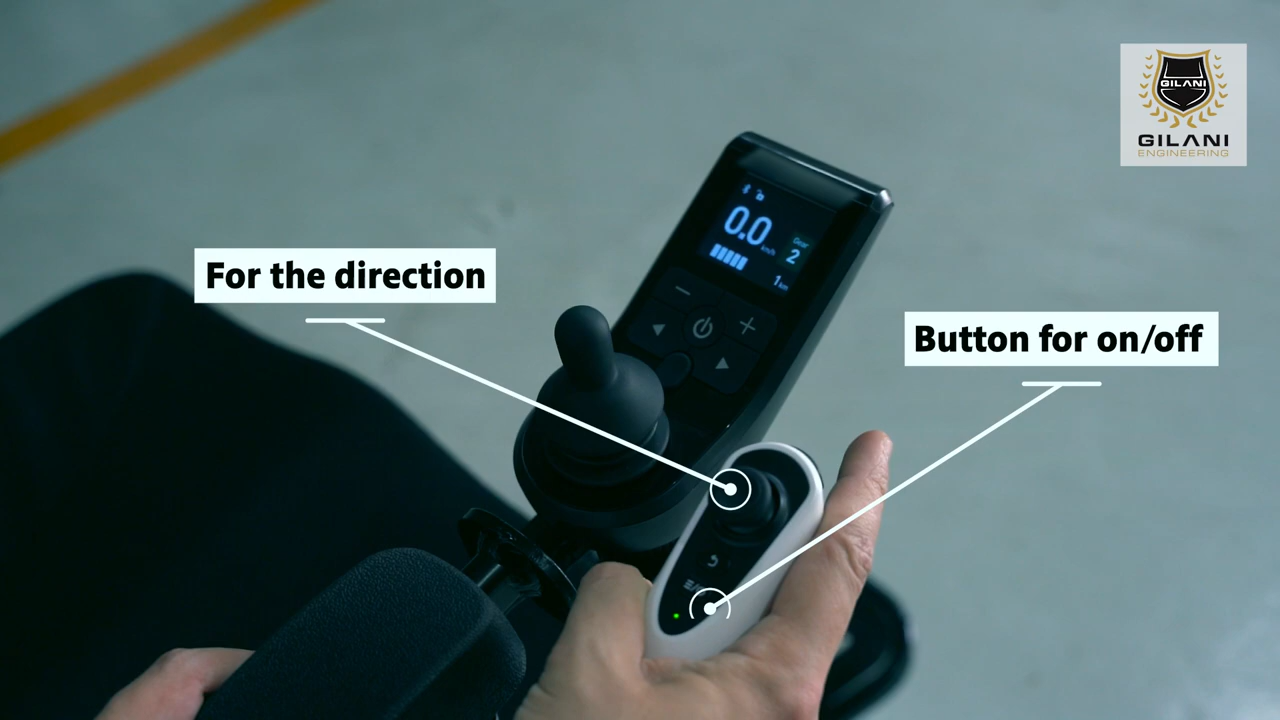 GILANI
GILANI
ENGINEERING
0.0
km/h
Gear
2
1km
For the direction
Button for on/off